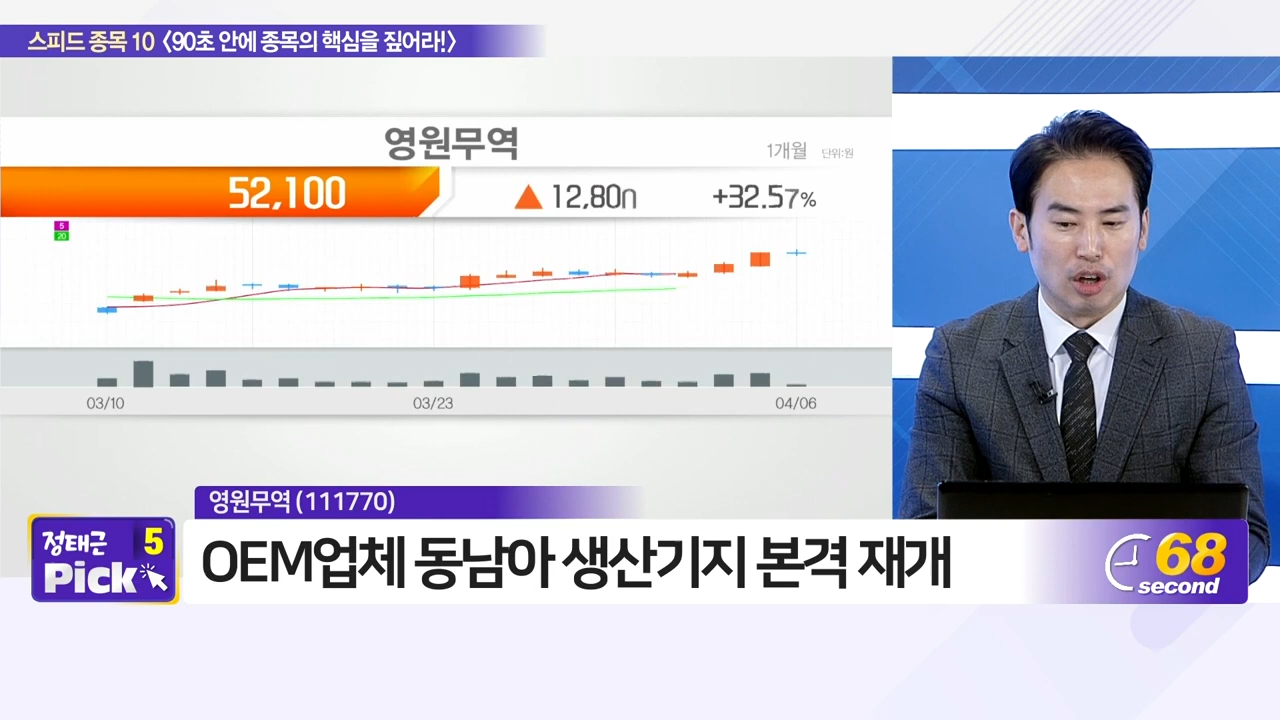 스피드 종목 10 〈90초 안에 종목의 핵심을 짚어라!〉
영원무역
1개월 단위:원
52,100 ▲ 12,80 +32.57%
5
20
03/10 03/23 04/06
영원무역 (111770)
정태근 5
Pick
OEM업체 동남아 생산기지 본격 재개
68
second